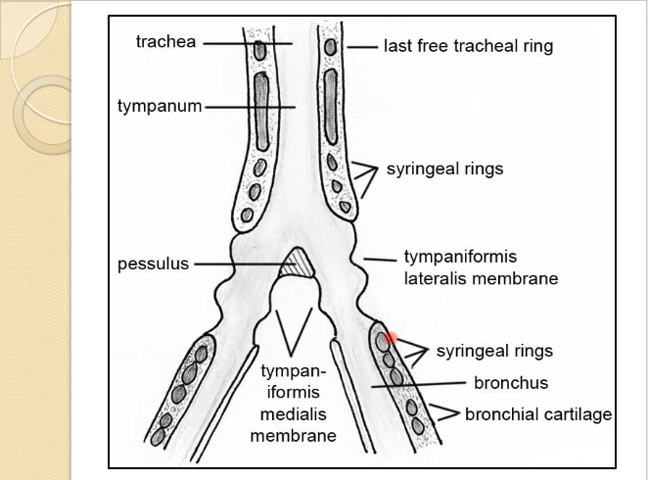 trachea
last free tracheal ring
tympanum
syringeal rings
pessulus
tympaniformis
lateralis membrane
syringeal rings
tympan-
iformis
medialis
membrane
bronchus
bronchial cartilage